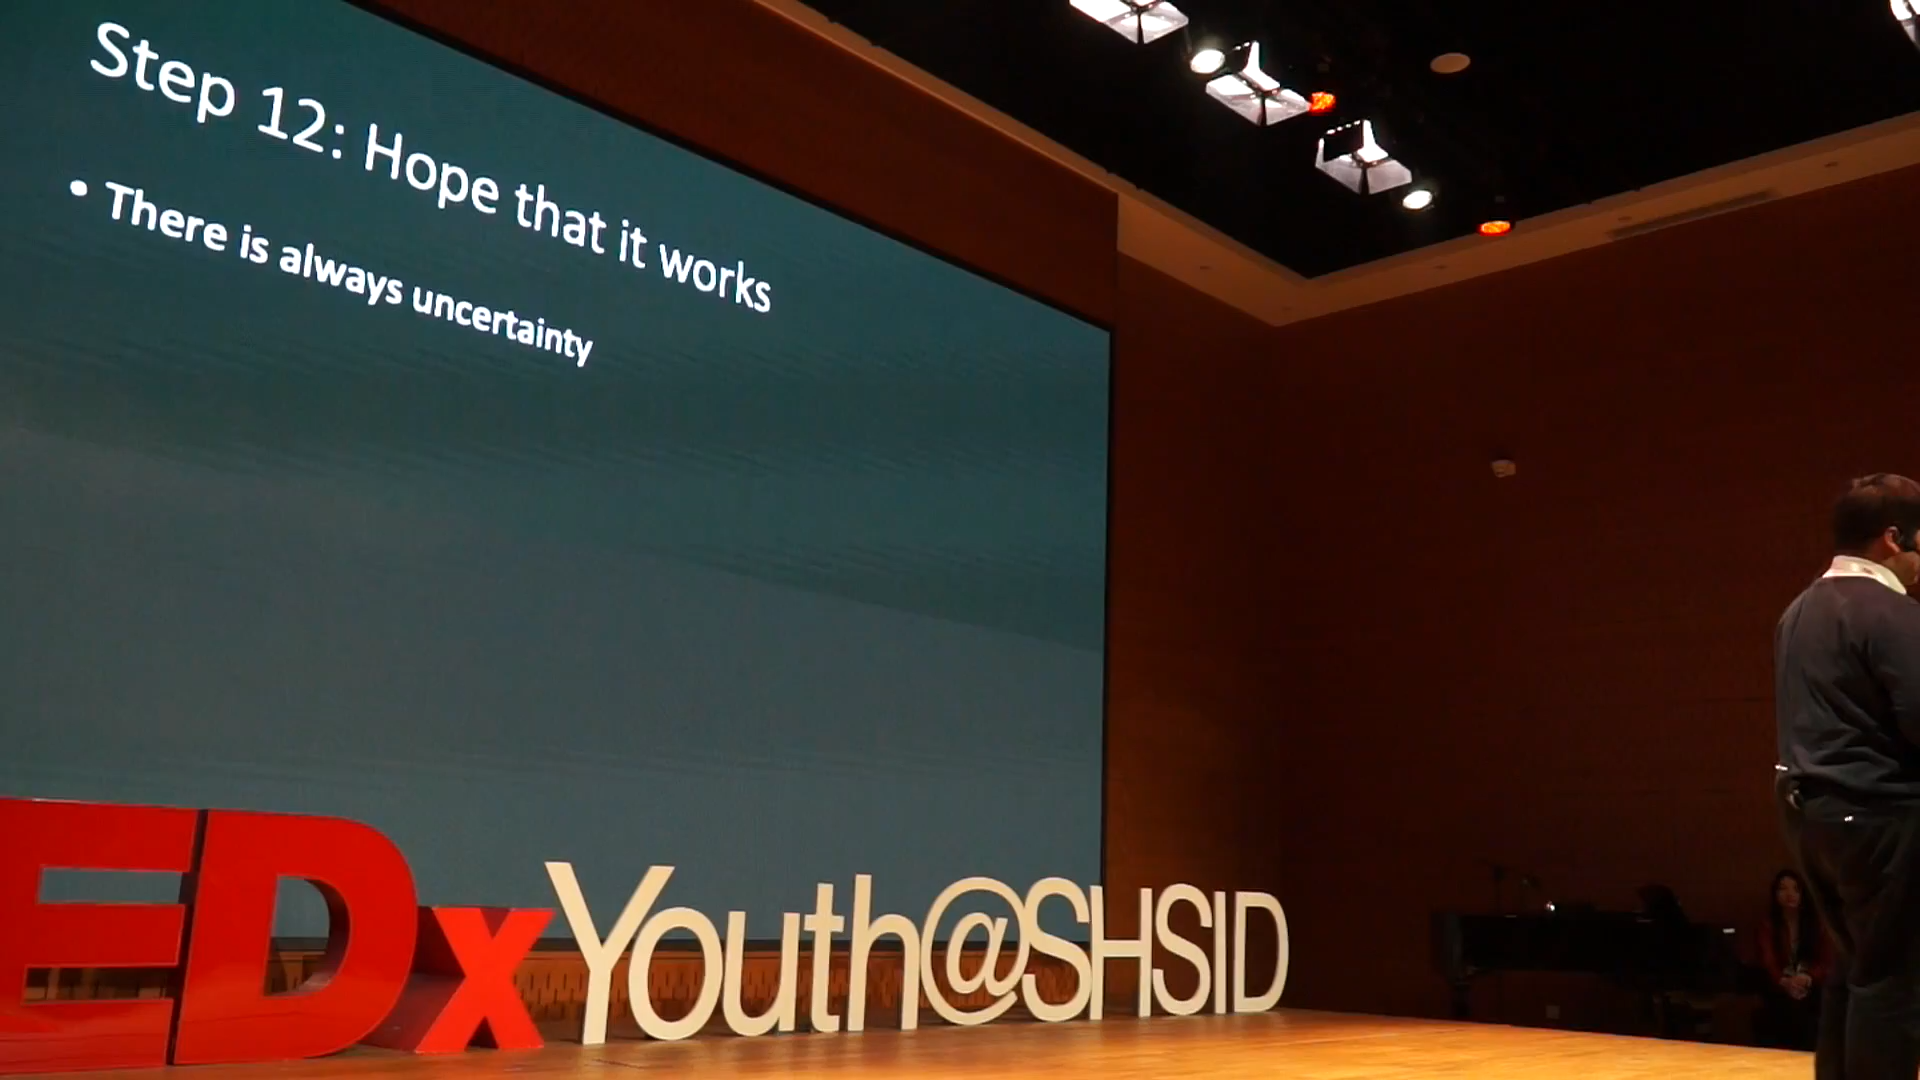 Step 12: Hope that it works
• There is always uncertainty
EDxYouth@SHSID